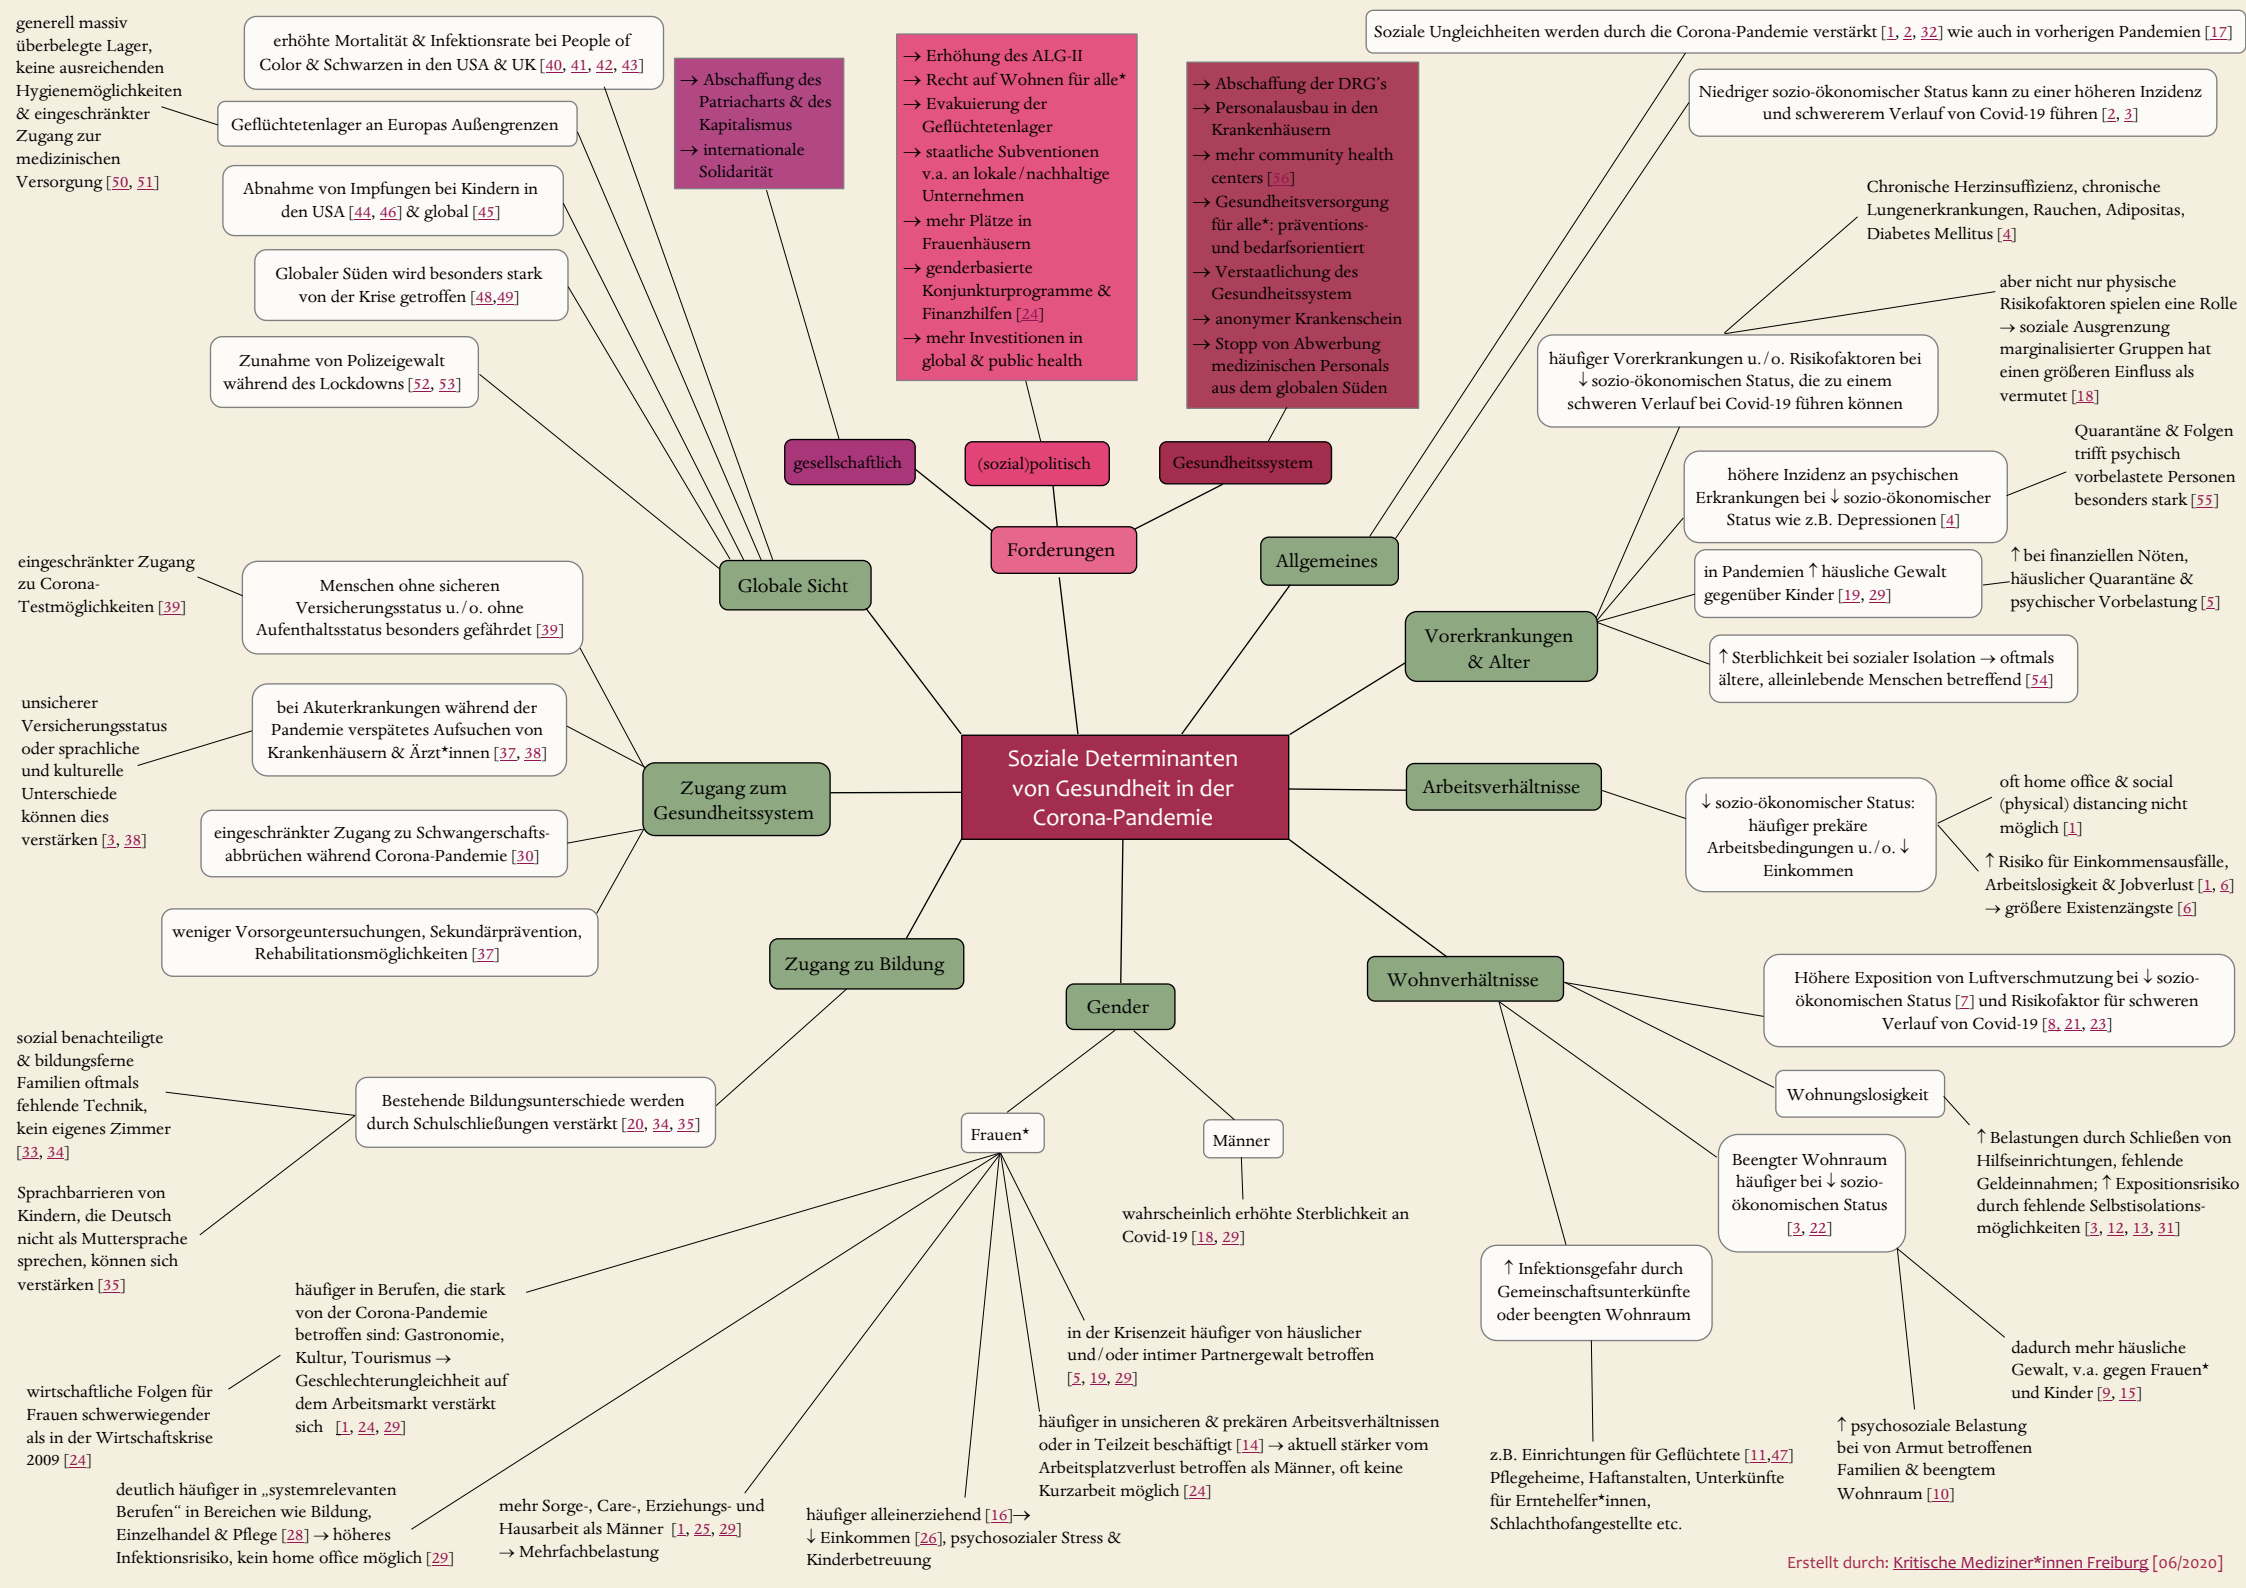 generell massiv
überbelegte Lager,
keine ausreichenden
Hygienemöglichkeiten
& eingeschränkter
Zugang zur
medizinischen
Versorgung [50, 51]
erhöhte Mortalität & Infektionsrate bei People of
Color & Schwarzen in den USA & UK [40, 41, 42, 43]
Geflüchtetenlager an Europas Außengrenzen
Abnahme von Impfungen bei Kindern in
den USA [44, 46] & global [45]
Globaler Süden wird besonders stark
von der Krise getroffen [48,49]
Zunahme von Polizeigewalt
während des Lockdowns [52, 53]
→ Abschaffung des
Patriacharts & des
Kapitalismus
→ internationale
Solidarität
→ Erhöhung des ALG-II
→ Recht auf Wohnen für alle*
→ Evakuierung der
Geflüchtetenlager
→ staatliche Subventionen
v.a. an lokale/nachhaltige
Unternehmen
→ mehr Plätze in
Frauenhäusern
→ genderbasierte
Konjunkturprogramme &
Finanzhilfen [24]
→ mehr Investitionen in
global & public health
→ Abschaffung der DRG's
→ Personalausbau in den
Krankenhäusern
→ mehr community health
centers [56]
→ Gesundheitsversorgung
für alle*: präventions-
und bedarfsorientiert
→ Verstaatlichung des
Gesundheitssystem
→ anonymer Krankenschein
→ Stopp von Abwerbung
medizinischen Personals
aus dem globalen Süden
gesellschaftlich
(sozial)politisch
Gesundheitssystem
Forderungen
Globale Sicht
Allgemeines
Soziale Ungleichheiten werden durch die Corona-Pandemie verstärkt [1, 2, 32] wie auch in vorherigen Pandemien [17]
Niedriger sozio-ökonomischer Status kann zu einer höheren Inzidenz
und schwererem Verlauf von Covid-19 führen [2, 3]
Chronische Herzinsuffizienz, chronische
Lungenerkrankungen, Rauchen, Adipositas,
Diabetes Mellitus [4]
aber nicht nur physische
Risikofaktoren spielen eine Rolle
→ soziale Ausgrenzung
marginalisierter Gruppen hat
einen größeren Einfluss als
vermutet [18]
häufiger Vorerkrankungen u./o. Risikofaktoren bei
↓ sozio-ökonomischen Status, die zu einem
schweren Verlauf bei Covid-19 führen können
Quarantäne & Folgen
trifft psychisch
vorbelastete Personen
besonders stark [55]
höhere Inzidenz an psychischen
Erkrankungen bei ↓ sozio-ökonomischer
Status wie z.B. Depressionen [4]
in Pandemien ↑ häusliche Gewalt
gegenüber Kinder [19, 29]
↑ bei finanziellen Nöten,
häuslicher Quarantäne &
psychischer Vorbelastung [5]
Vorerkrankungen
& Alter
↑ Sterblichkeit bei sozialer Isolation → oftmals
ältere, alleinlebende Menschen betreffend [54]
eingeschränkter Zugang
zu Corona-
Testmöglichkeiten [39]
Menschen ohne sicheren
Versicherungsstatus u./o. ohne
Aufenthaltsstatus besonders gefährdet [39]
unsicherer
Versicherungsstatus
oder sprachliche
und kulturelle
Unterschiede
können dies
verstärken [3, 38]
bei Akuterkrankungen während der
Pandemie verspätetes Aufsuchen von
Krankenhäusern & Ärzt*innen [37, 38]
eingeschränkter Zugang zu Schwangerschafts-
abbrüchen während Corona-Pandemie [30]
weniger Vorsorgeuntersuchungen, Sekundärprävention,
Rehabilitationsmöglichkeiten [37]
Zugang zum
Gesundheitssystem
Soziale Determinanten
von Gesundheit in der
Corona-Pandemie
Arbeitsverhältnisse
↓ sozio-ökonomischer Status:
häufiger prekäre
Arbeitsbedingungen u./o. ↓
Einkommen
oft home office & social
(physical) distancing nicht
möglich [1]
↑ Risiko für Einkommensausfälle,
Arbeitslosigkeit & Jobverlust [1, 6]
→ größere Existenzängste [6]
Zugang zu Bildung
Gender
Wohnverhältnisse
Höhere Exposition von Luftverschmutzung bei ↓ sozio-
ökonomischen Status [7] und Risikofaktor für schweren
Verlauf von Covid-19 [8, 21, 23]
Wohnungslosigkeit
↑ Belastungen durch Schließen von
Hilfseinrichtungen, fehlende
Geldeinnahmen; ↑ Expositionsrisiko
durch fehlende Selbstisolations-
möglichkeiten [3, 12, 13, 31]
Beengter Wohnraum
häufiger bei ↓ sozio-
ökonomischen Status
[3, 22]
↑ Infektionsgefahr durch
Gemeinschaftsunterkünfte
oder beengten Wohnraum
dadurch mehr häusliche
Gewalt, v.a. gegen Frauen*
und Kinder [9, 15]
↑ psychosoziale Belastung
bei von Armut betroffenen
Familien & beengtem
Wohnraum [10]
z.B. Einrichtungen für Geflüchtete [11,47]
Pflegeheime, Haftanstalten, Unterkünfte
für Erntehelfer*innen,
Schlachthofangestellte etc.
sozial benachteiligte
& bildungsferne
Familien oftmals
fehlende Technik,
kein eigenes Zimmer
[33, 34]
Bestehende Bildungsunterschiede werden
durch Schulschließungen verstärkt [20, 34, 35]
Sprachbarrieren von
Kindern, die Deutsch
nicht als Muttersprache
sprechen, können sich
verstärken [35]
Frauen*
Männer
wahrscheinlich erhöhte Sterblichkeit an
Covid-19 [18, 29]
häufiger in Berufen, die stark
von der Corona-Pandemie
betroffen sind: Gastronomie,
Kultur, Tourismus →
Geschlechterungleichheit auf
dem Arbeitsmarkt verstärkt
sich [1, 24, 29]
wirtschaftliche Folgen für
Frauen schwerwiegender
als in der Wirtschaftskrise
2009 [24]
deutlich häufiger in „systemrelevanten
Berufen“ in Bereichen wie Bildung,
Einzelhandel & Pflege [28] → höheres
Infektionsrisiko, kein home office möglich [29]
mehr Sorge-, Care-, Erziehungs- und
Hausarbeit als Männer [1, 25, 29]
→ Mehrfachbelastung
häufiger alleinerziehend [16]→
↓ Einkommen [26], psychosozialer Stress &
Kinderbetreuung
in der Krisenzeit häufiger von häuslicher
und/oder intimer Partnergewalt betroffen
[5, 19, 29]
häufiger in unsicheren & prekären Arbeitsverhältnissen
oder in Teilzeit beschäftigt [14] → aktuell stärker vom
Arbeitsplatzverlust betroffen als Männer, oft keine
Kurzarbeit möglich [24]
Erstellt durch: Kritische Mediziner*innen Freiburg [06/2020]